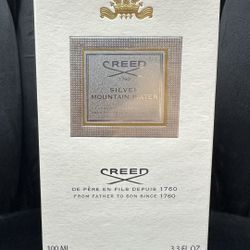 CREED
1760
SILVER
MOUNTAIN WATER
CREED
DE PÈRE EN FILS DEPUIS 1760
FROM FATHER TO SON SINCE 1760
100 ML
3.3 FL.OZ